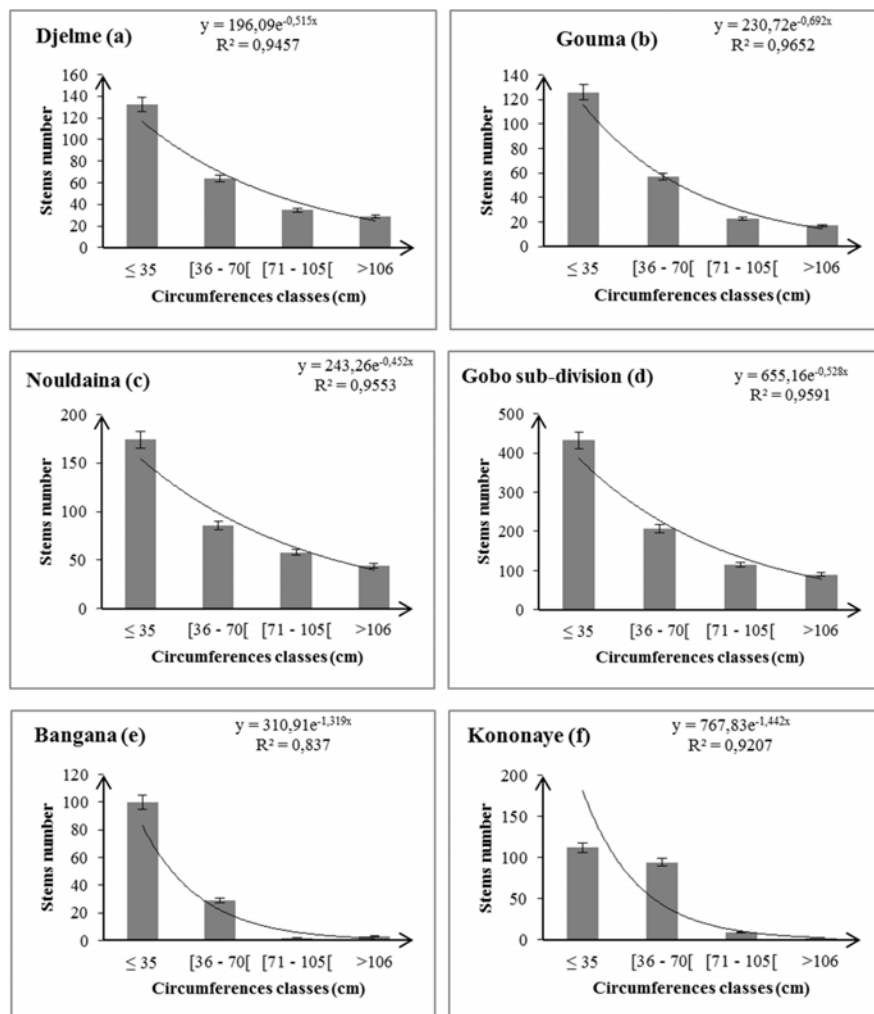 Djelme (a)
y = 196,09e-0,515x
R² = 0,9457
160
140
120
100
80
60
40
20
0
Stems number
≤ 35 [36 - 70[ [71 - 105[ >106
Circumferences classes (cm)
Gouma (b)
y = 230,72e-0,692x
R² = 0,9652
140
120
100
80
60
40
20
0
Stems number
≤ 35 [36 - 70[ [71 - 105[ >106
Circumferences classes (cm)
Nouldaina (c)
y = 243,26e-0,452x
R² = 0,9553
200
150
100
50
0
Stems number
≤ 35 [36 - 70[ [71 - 105[ >106
Circumferences classes (cm)
Gobo sub-division (d)
y = 655,16e-0,528x
R² = 0,9591
500
400
300
200
100
0
Stems number
≤ 35 [36 - 70[ [71 - 105[ >106
Circumferences classes (cm)
Bangana (e)
y = 310,91e-1,319x
R² = 0,837
120
100
80
60
40
20
0
Stems number
≤ 35 [36 - 70[ [71 - 105[ >106
Circumferences classes (cm)
Kononaye (f)
y = 767,83e-1,442x
R² = 0,9207
200
150
100
50
0
Stems number
≤ 35 [36 - 70[ [71 - 105[ >106
Circumferences classes (cm)